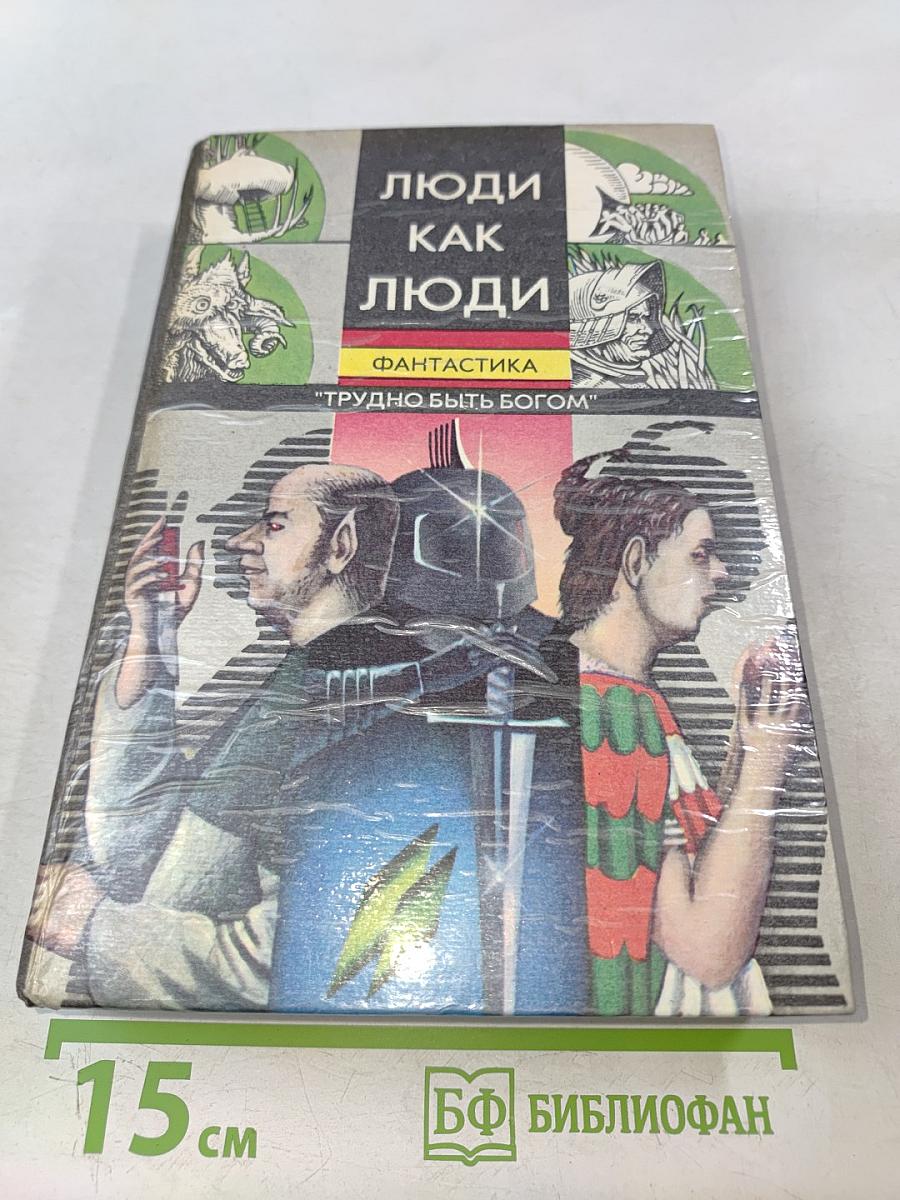 ЛЮДИ
КАК
ЛЮДИ
ФАНТАСТИКА
"ТРУДНО БЫТЬ БОГОМ"
15 см
БФ БИБЛИОФАН